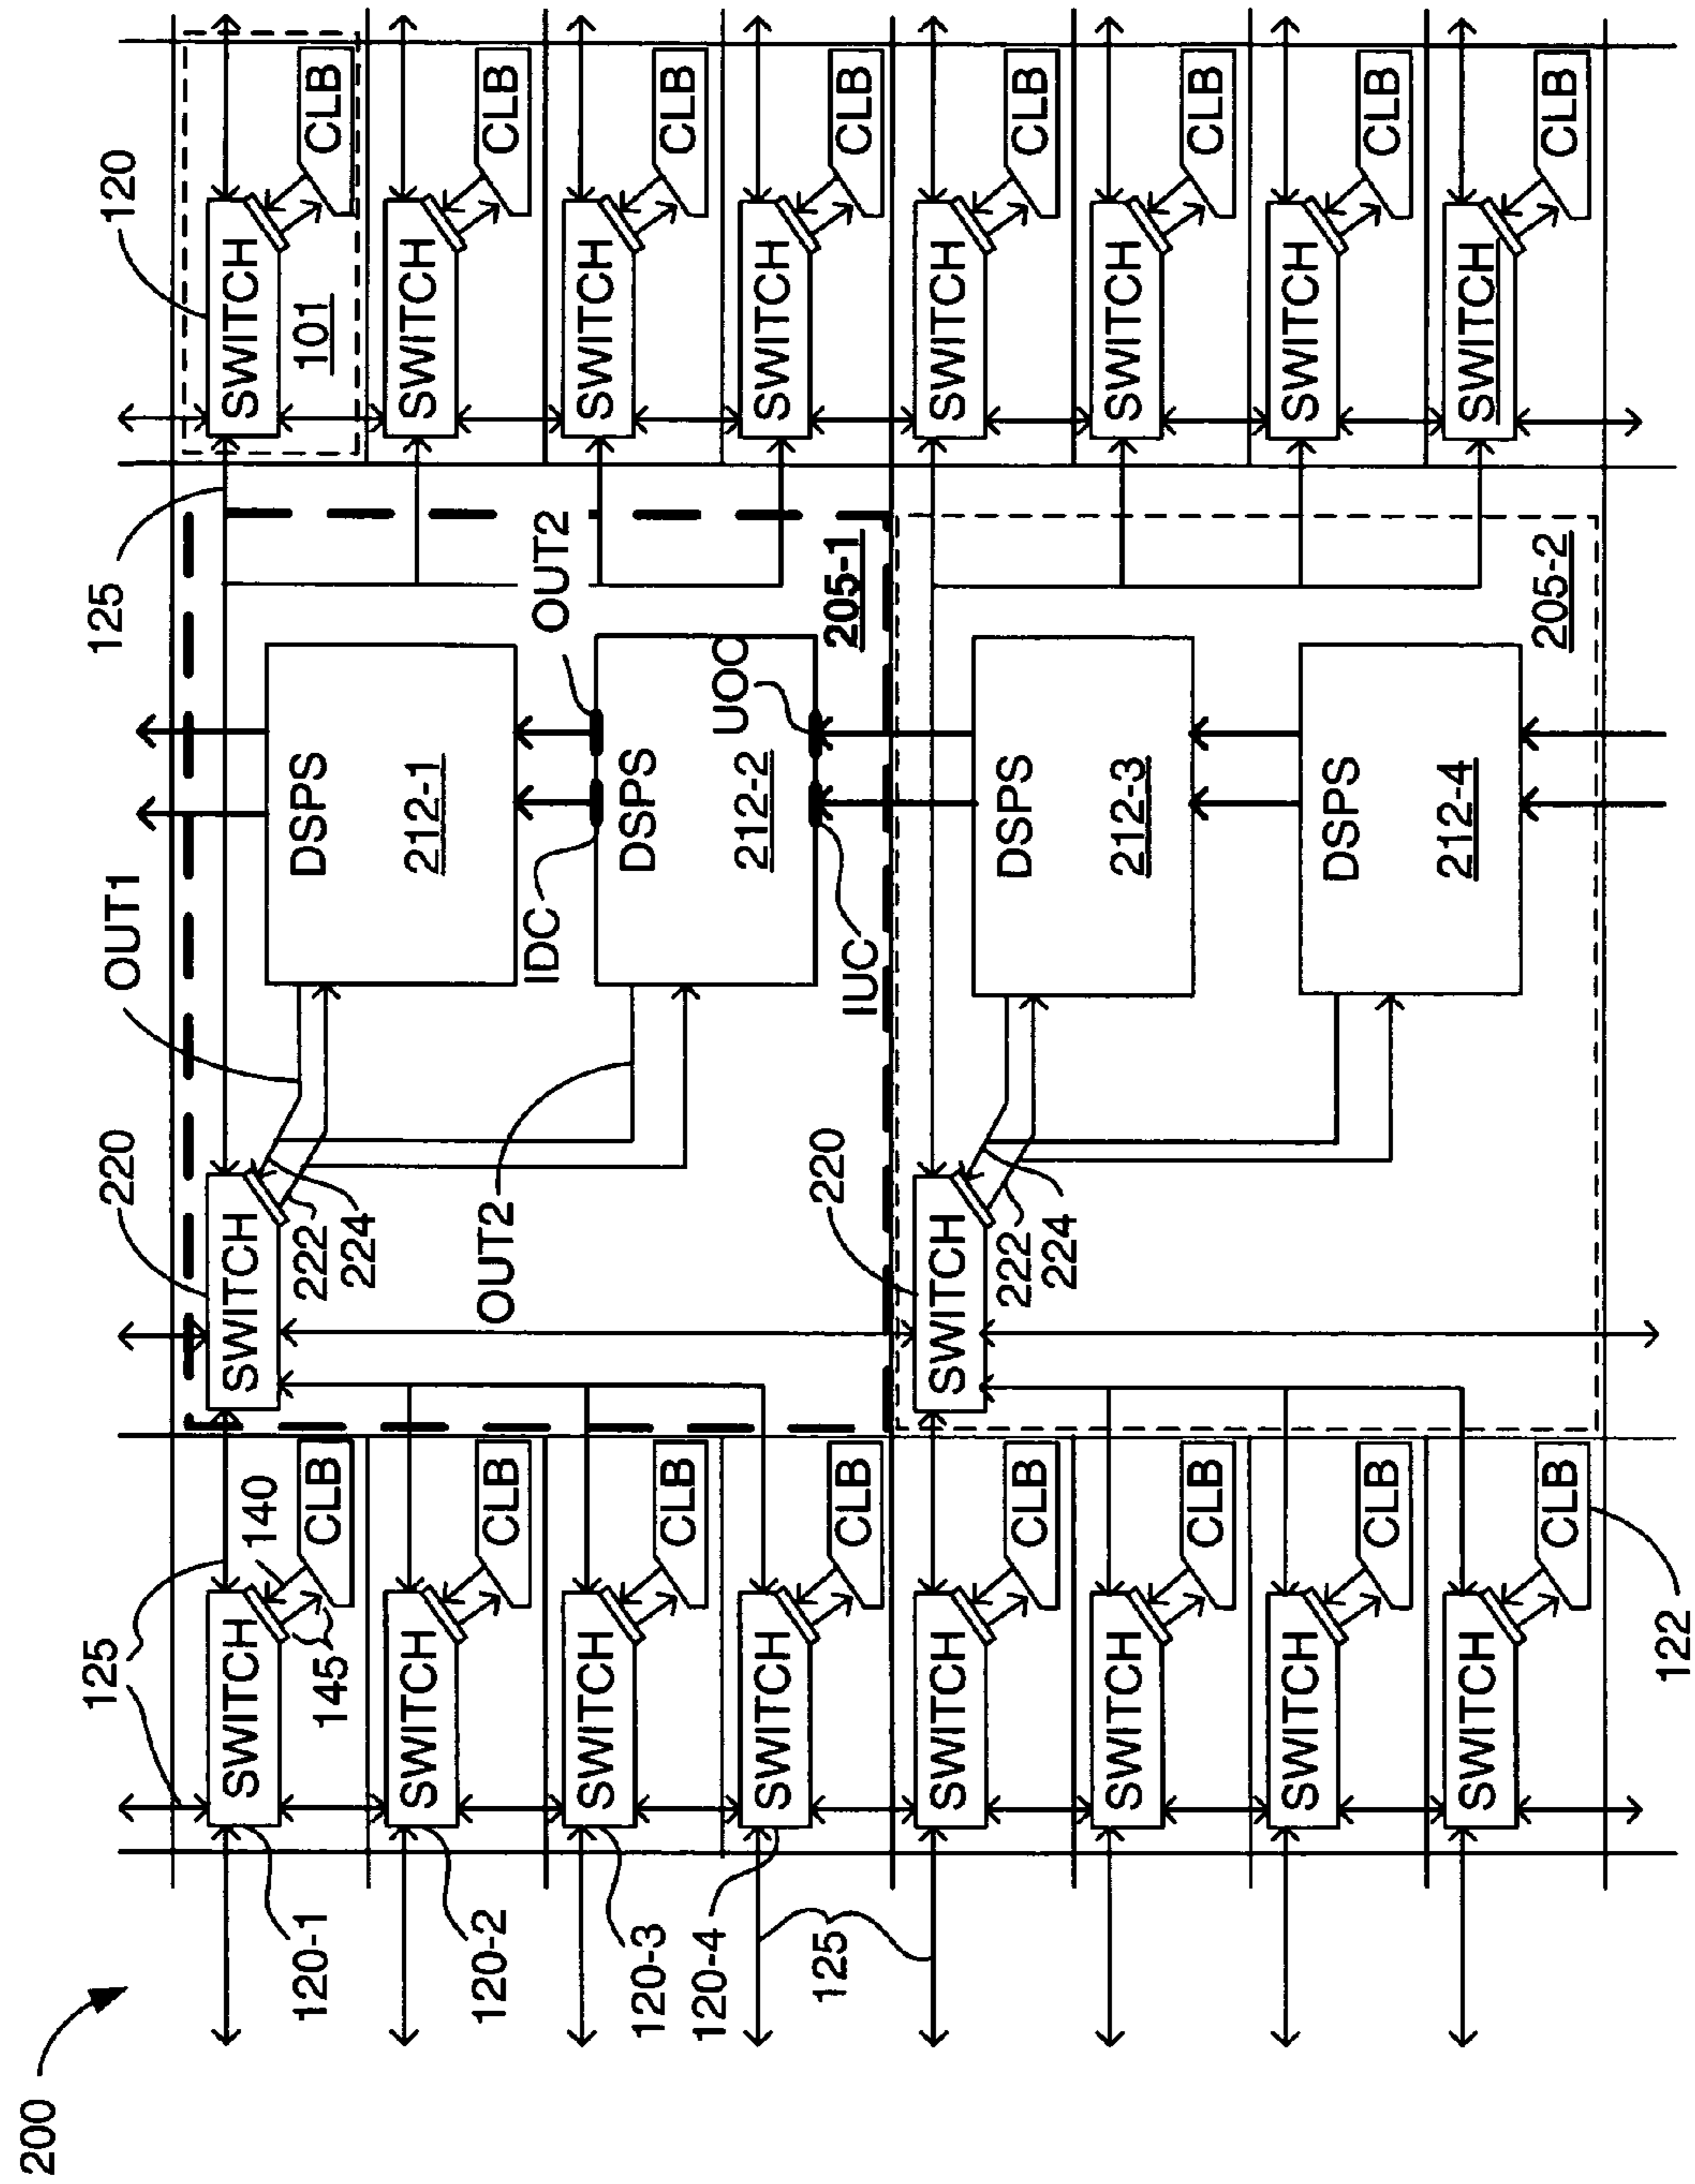 200
125
220
OUT1
125
120
SWITCH
140
SWITCH
SWITCH
120-1
145
CLB
222
DSPS
101
CLB
224
SWITCH
212-1
SWITCH
120-2
CLB
OUT2
CLB
IDC
OUT2
SWITCH
DSPS
SWITCH
120-3
CLB
CLB
120-4
UOC
SWITCH
212-2
SWITCH
125
CLB
220
IUC
205-1
CLB
SWITCH
SWITCH
SWITCH
CLB
222
DSPS
CLB
224
SWITCH
212-3
SWITCH
CLB
CLB
SWITCH
DSPS
SWITCH
CLB
CLB
SWITCH
212-4
SWITCH
CLB
205-2
CLB
122